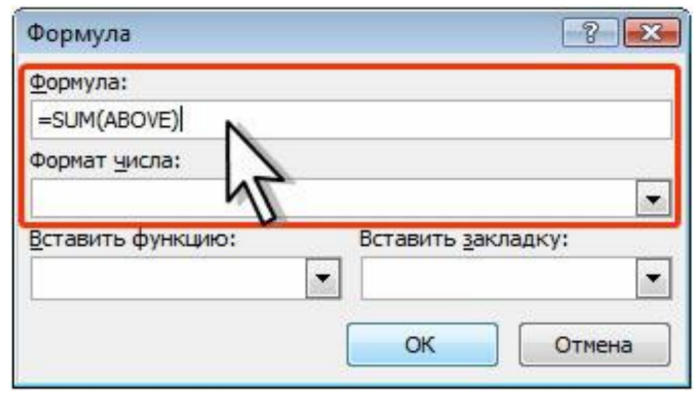 Формула
?
Формула:
=SUM(ABOVE)
Формат числа:
Вставить функцию:
Вставить закладку:
ОК
Отмена